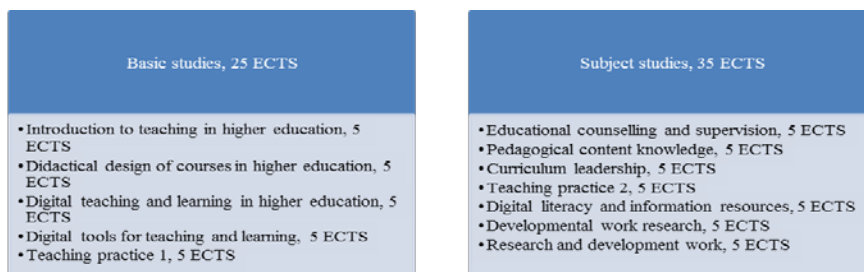 Basic studies, 25 ECTS
•Introduction to teaching in higher education, 5
ECTS
•Didactical design of courses in higher education, 5
ECTS
•Digital teaching and learning in higher education, 5
ECTS
•Digital tools for teaching and learning, 5 ECTS
•Teaching practice 1, 5 ECTS
Subject studies, 35 ECTS
•Educational counselling and supervision, 5 ECTS
•Pedagogical content knowledge, 5 ECTS
•Curriculum leadership, 5 ECTS
•Teaching practice 2, 5 ECTS
•Digital literacy and information resources, 5 ECTS
•Developmental work research, 5 ECTS
•Research and development work, 5 ECTS